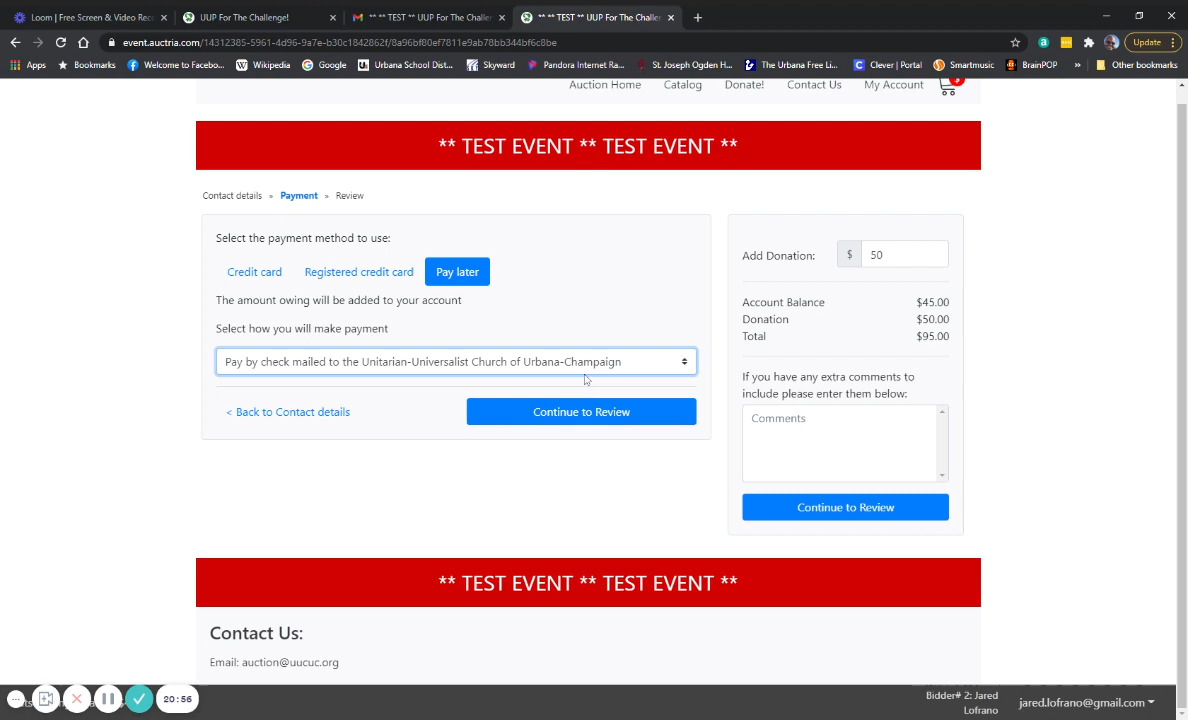 Loom | Free Screen & Video Rec
UUP For The Challenge!
** ** TEST ** UUP For The Challen
** ** TEST ** UUP For The Challen
event.auctria.com/14312385-5961-4d96-9a7e-b30c1842862f/8a96bf80ef7811e9ab78bb344bf6c8be
Update
Apps
Bookmarks
Welcome to Facebo...
Wikipedia
Google
Urbana School Dist...
Skyward
Pandora Internet Ra...
St. Joseph Ogden H...
The Urbana Free Li...
Clever | Portal
Smartmusic
BrainPOP
»
Other bookmarks
Auction Home
Catalog
Donate!
Contact Us
My Account
** TEST EVENT ** TEST EVENT **
Contact details » Payment » Review
Select the payment method to use:
Credit card
Registered credit card
Pay later
The amount owing will be added to your account
Select how you will make payment
Pay by check mailed to the Unitarian-Universalist Church of Urbana-Champaign
< Back to Contact details
Continue to Review
Add Donation:
$ 50
Account Balance $45.00
Donation $50.00
Total $95.00
If you have any extra comments to
include please enter them below:
Comments
Continue to Review
** TEST EVENT ** TEST EVENT **
Contact Us:
Email: auction@uucuc.org
20:56
Bidder# 2: Jared
Lofrano
jared.lofrano@gmail.com